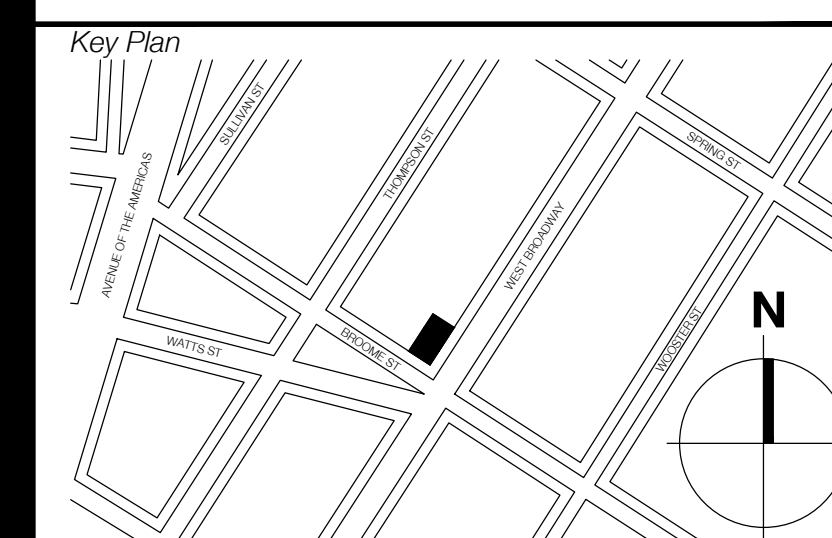 Key Plan
SULLIVAN ST
THOMPSON ST
SPRING ST
AVENUE OF THE AMERICAS
WEST BROADWAY
N
WATTS ST
BROOME ST
WOOSTER ST